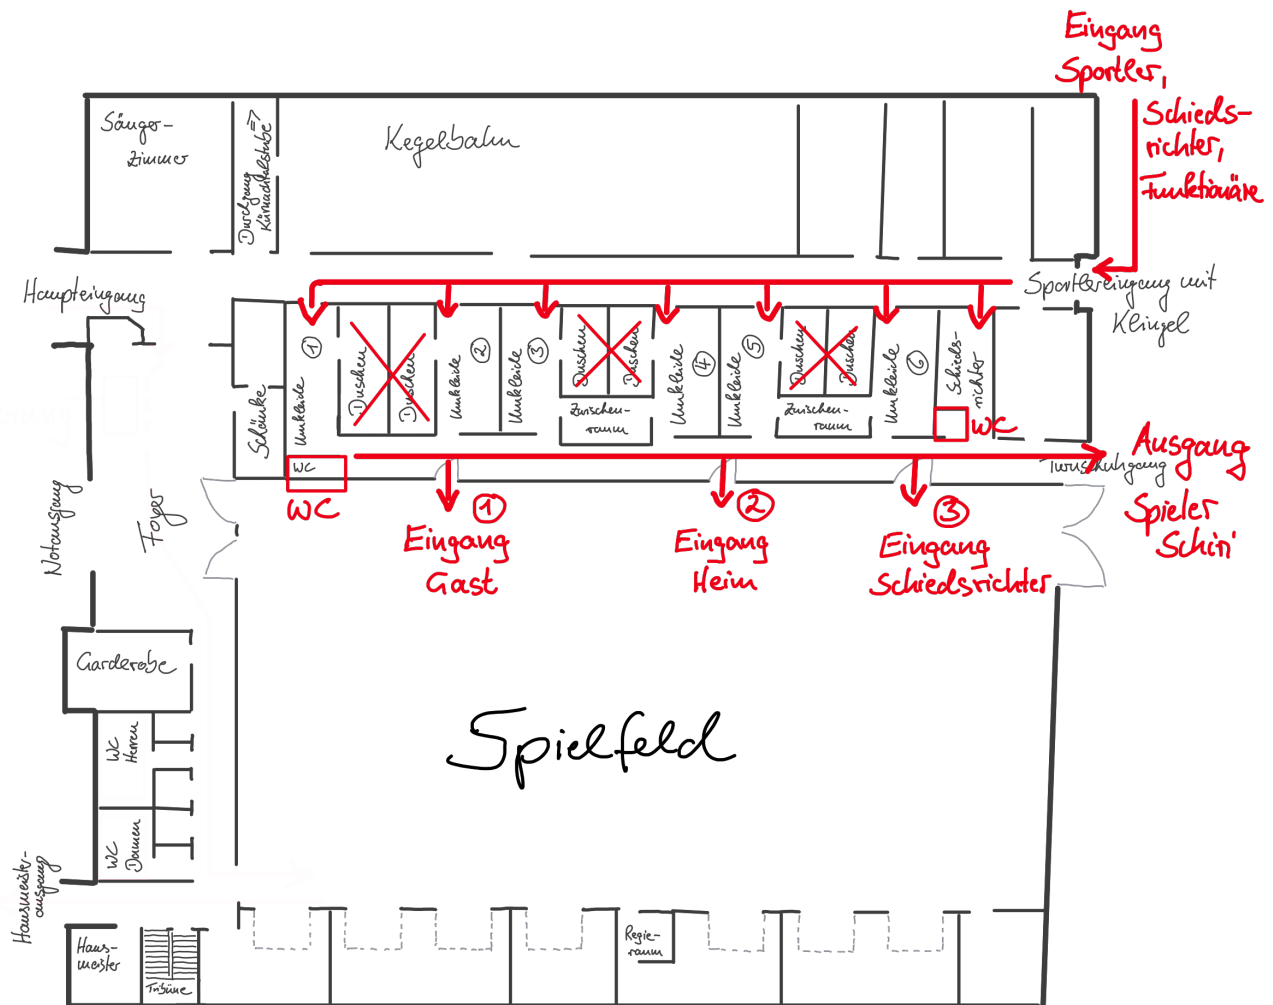 Eingang
Sportler,
Schieds-
richter,
Funktionäre
Sänger-
zimmer
Durchgang =>
Kürnachtalstube
Kegelbahn
Haupteingang
Sportlereingang mit
Klingel
Schänke
Umkleide ①
Duschen
Duschen
Umkleide ②
Umkleide ③
Duschen
Duschen
Zwischen-
raum
Umkleide ④
Umkleide ⑤
Duschen
Duschen
Zwischen-
raum
Umkleide ⑥
Schieds-
richter
WC
WC
WC
Turnschuhgang
Ausgang
Spieler
Schiri
① 
Eingang
Gast
②
Eingang
Heim
③
Eingang
Schiedsrichter
Notausgang
Foyer
Garderobe
WC
Herren
WC
Damen
Spielfeld
Hausmeister-
ausgang
Haus-
meister
Tribüne
Regie-
raum